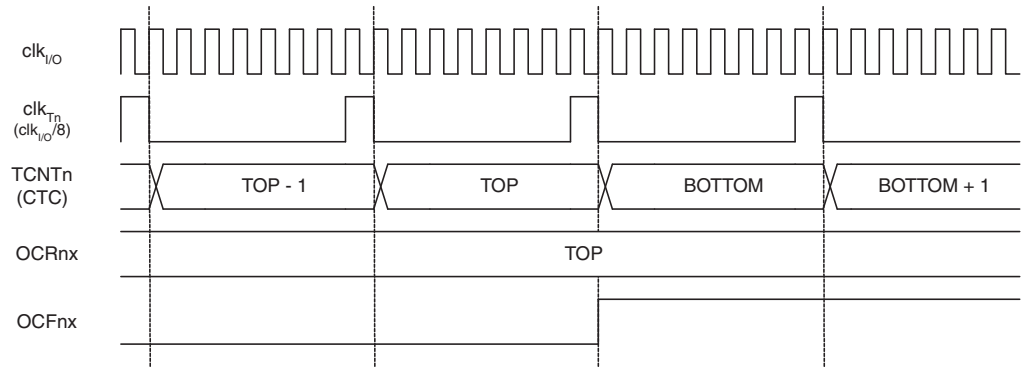 clkI/O
clkTn
(clkI/O/8)
TCNTn
(CTC)
TOP - 1
TOP
BOTTOM
BOTTOM + 1
OCRnx
TOP
OCFnx